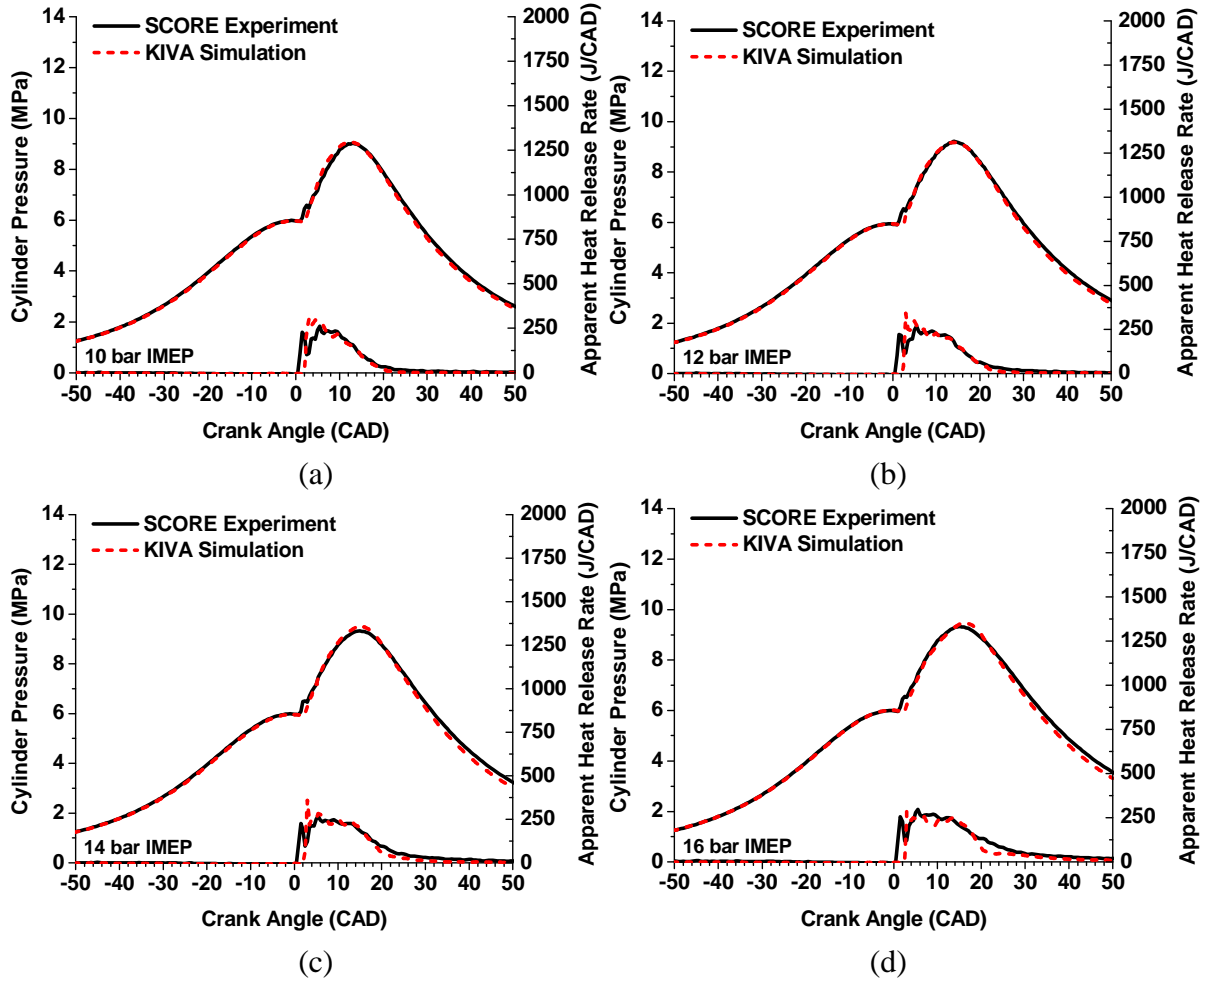 SCORE Experiment
KIVA Simulation
Cylinder Pressure (MPa)
14
12
10
8
6
4
2
0
2000
1750
1500
1250
1000
750
500
250
0
Apparent Heat Release Rate (J/CAD)
10 bar IMEP
-50 -40 -30 -20 -10 0 10 20 30 40 50
Crank Angle (CAD)
(a)
SCORE Experiment
KIVA Simulation
Cylinder Pressure (MPa)
14
12
10
8
6
4
2
0
2000
1750
1500
1250
1000
750
500
250
0
Apparent Heat Release Rate (J/CAD)
12 bar IMEP
-50 -40 -30 -20 -10 0 10 20 30 40 50
Crank Angle (CAD)
(b)
SCORE Experiment
KIVA Simulation
Cylinder Pressure (MPa)
14
12
10
8
6
4
2
0
2000
1750
1500
1250
1000
750
500
250
0
Apparent Heat Release Rate (J/CAD)
14 bar IMEP
-50 -40 -30 -20 -10 0 10 20 30 40 50
Crank Angle (CAD)
(c)
SCORE Experiment
KIVA Simulation
Cylinder Pressure (MPa)
14
12
10
8
6
4
2
0
2000
1750
1500
1250
1000
750
500
250
0
Apparent Heat Release Rate (J/CAD)
16 bar IMEP
-50 -40 -30 -20 -10 0 10 20 30 40 50
Crank Angle (CAD)
(d)